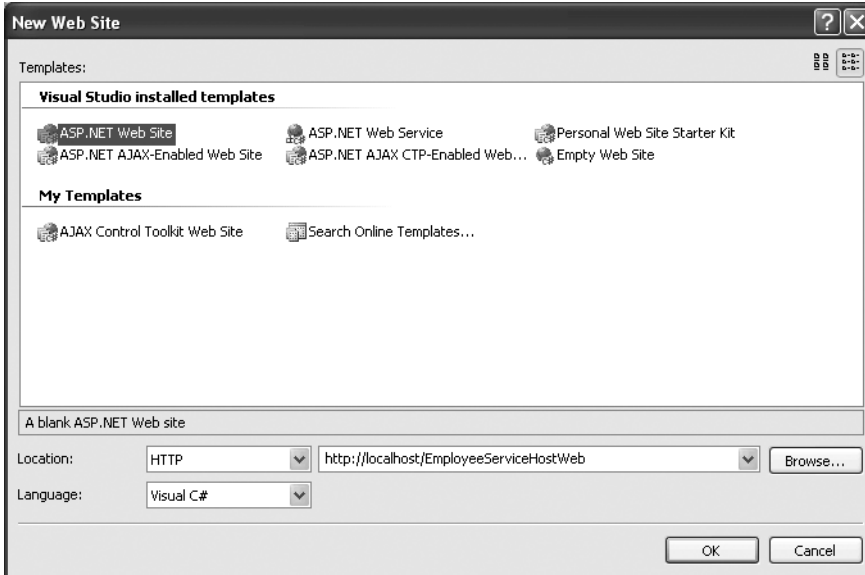 New Web Site
Templates:
Visual Studio installed templates
ASP.NET Web Site
ASP.NET Web Service
Personal Web Site Starter Kit
ASP.NET AJAX-Enabled Web Site
ASP.NET AJAX CTP-Enabled Web...
Empty Web Site
My Templates
AJAX Control Toolkit Web Site
Search Online Templates...
A blank ASP.NET Web site
Location:
HTTP
http://localhost/EmployeeServiceHostWeb
Browse...
Language:
Visual C#
OK
Cancel